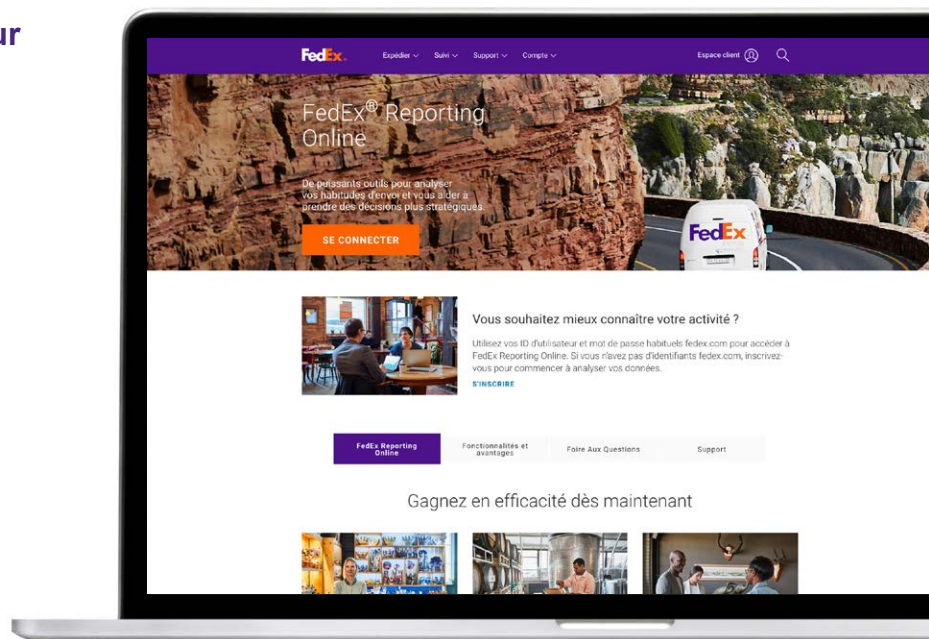 ur
FedEx.
Expédier
Suivi
Support
Compte
Espace client
FedEx® Reporting
Online
De puissants outils pour analyser
vos habitudes d'envoi et vous aider à
prendre des décisions plus stratégiques.
SE CONNECTER
FedEx
Vous souhaitez mieux connaître votre activité ?
Utilisez vos ID d'utilisateur et mot de passe habituels fedex.com pour accéder à
FedEx Reporting Online. Si vous n'avez pas d'identifiants fedex.com, inscrivez-
vous pour commencer à analyser vos données.
S'INSCRIRE
FedEx Reporting
Online
Fonctionnalités et
avantages
Foire Aux Questions
Support
Gagnez en efficacité dès maintenant